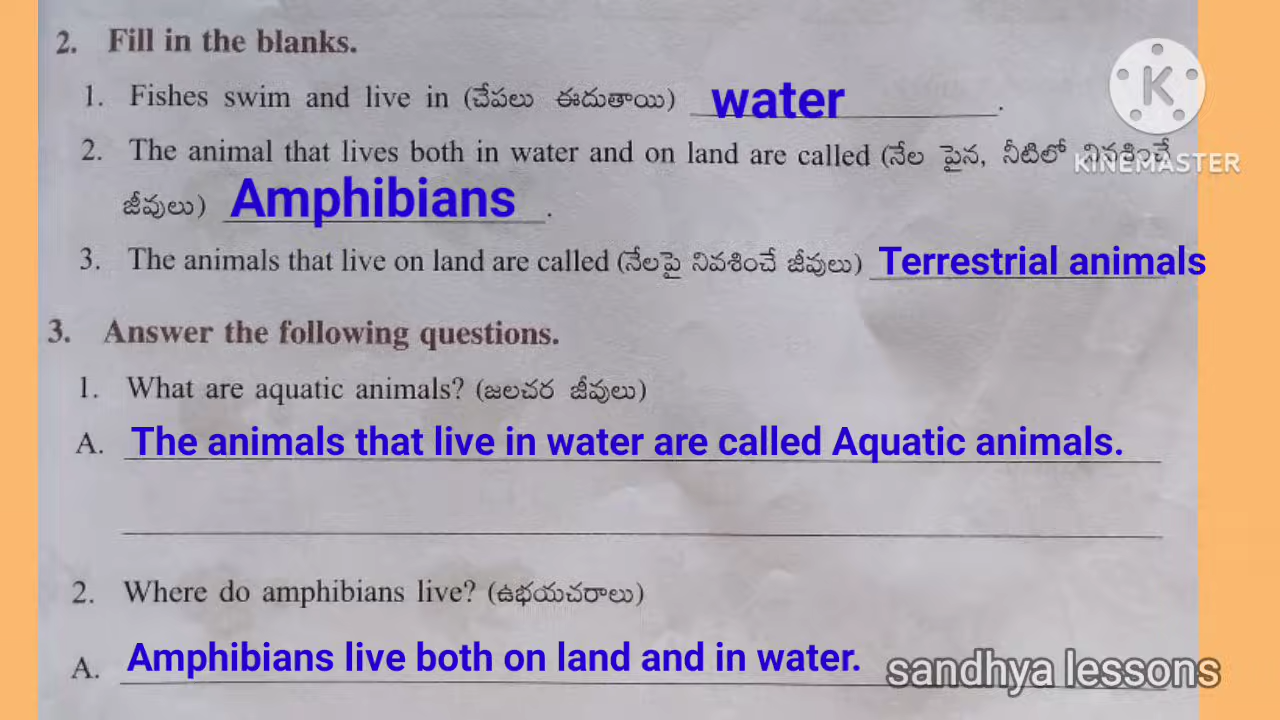 2. Fill in the blanks.
1. Fishes swim and live in (చేపలు ఈదుతాయి) water.
K
2. The animal that lives both in water and on land are called (నేల పైన, నీటిలో నివశించే
KINEMASTER
జీవులు) Amphibians.
3. The animals that live on land are called (నేలపై నివశించే జీవులు) Terrestrial animals
3. Answer the following questions.
1. What are aquatic animals? (జలచర జీవులు)
A. The animals that live in water are called Aquatic animals.
2. Where do amphibians live? (ఉభయచరాలు)
A. Amphibians live both on land and in water.
sandhya lessons